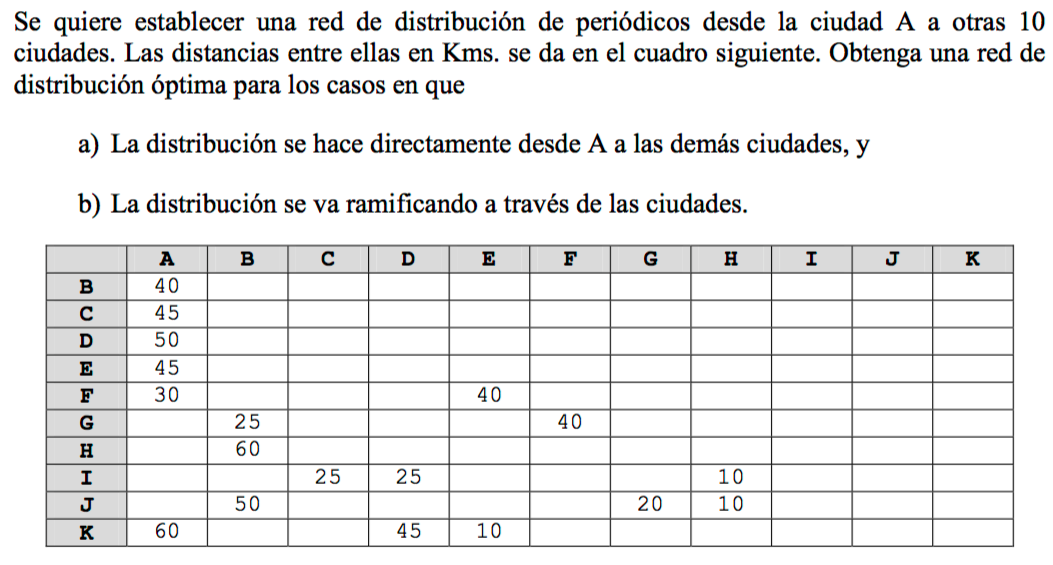 Se quiere establecer una red de distribución de periódicos desde la ciudad A a otras 10
ciudades. Las distancias entre ellas en Kms. se da en el cuadro siguiente. Obtenga una red de
distribución óptima para los casos en que
a) La distribución se hace directamente desde A a las demás ciudades, y
b) La distribución se va ramificando a través de las ciudades.
A B C D E F G H I J K
B 40
C 45
D 50
E 45
F 30 40
G 25 40
H 60
I 25 25 10
J 50 20 10
K 60 45 10